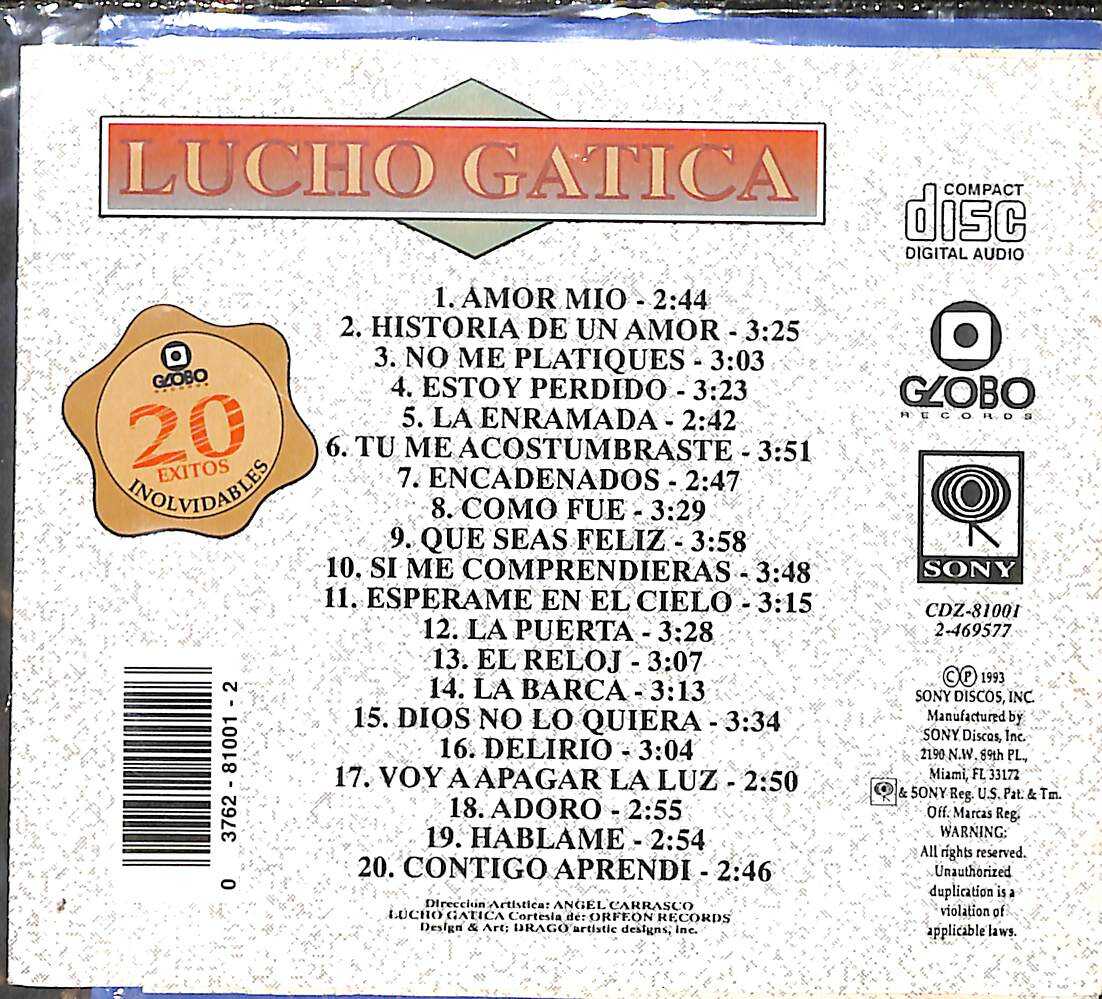 LUCHO GATICA
COMPACT
disc
DIGITAL AUDIO
1. AMOR MIO - 2:44
2. HISTORIA DE UN AMOR - 3:25
3. NO ME PLATIQUES - 3:03
4. ESTOY PERDIDO - 3:23
5. LA ENRAMADA - 2:42
6. TU ME ACOSTUMBRASTE - 3:51
7. ENCADENADOS - 2:47
8. COMO FUE - 3:29
9. QUE SEAS FELIZ - 3:58
10. SI ME COMPRENDIERAS - 3:48
11. ESPERAME EN EL CIELO - 3:15
12. LA PUERTA - 3:28
13. EL RELOJ - 3:07
14. LA BARCA - 3:13
15. DIOS NO LO QUIERA - 3:34
16. DELIRIO - 3:04
17. VOY A APAGAR LA LUZ - 2:50
18. ADORO - 2:55
19. HABLAME - 2:54
20. CONTIGO APRENDI - 2:46
Direccion Artistica: ANGEL CARRASCO
LUCHO GATICA Cortesia de: ORFEON RECORDS
Design & Art; DRAGO artistic designs, inc.
GLOBO
RECORDS
20
EXITOS
INOLVIDABLES
0 3762 - 81001 - 2
GLOBO
RECORDS
SONY
CDZ-81001
2-469577
©℗ 1993
SONY DISCOS, INC.
Manufactured by
SONY Discos, Inc.
2190 N.W. 89th PL.,
Miami, FL 33172
& SONY Reg. U.S. Pat. & Tm.
Off. Marcas Reg.
WARNING:
All rights reserved.
Unauthorized
duplication is a
violation of
applicable laws.